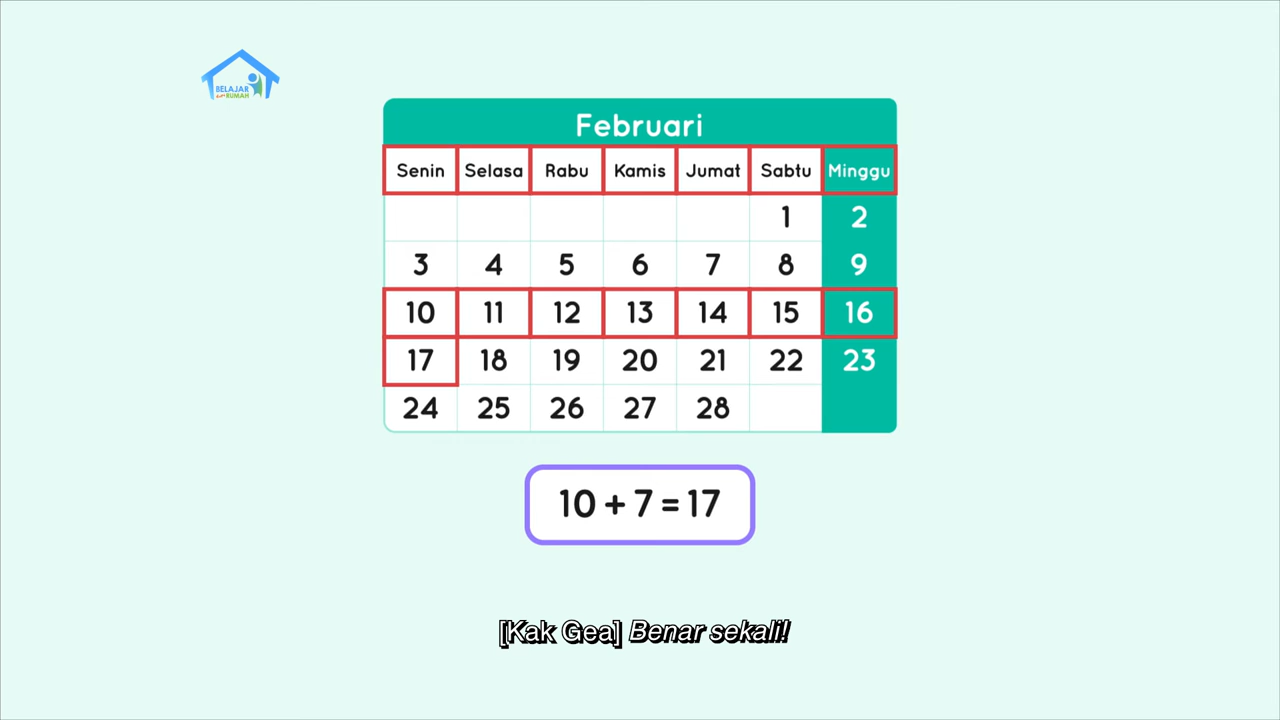 BELAJAR
dari RUMAH
Februari
Senin Selasa Rabu Kamis Jumat Sabtu Minggu
1 2
3 4 5 6 7 8 9
10 11 12 13 14 15 16
17 18 19 20 21 22 23
24 25 26 27 28
10 + 7 = 17
[Kak Gea] Benar sekali!